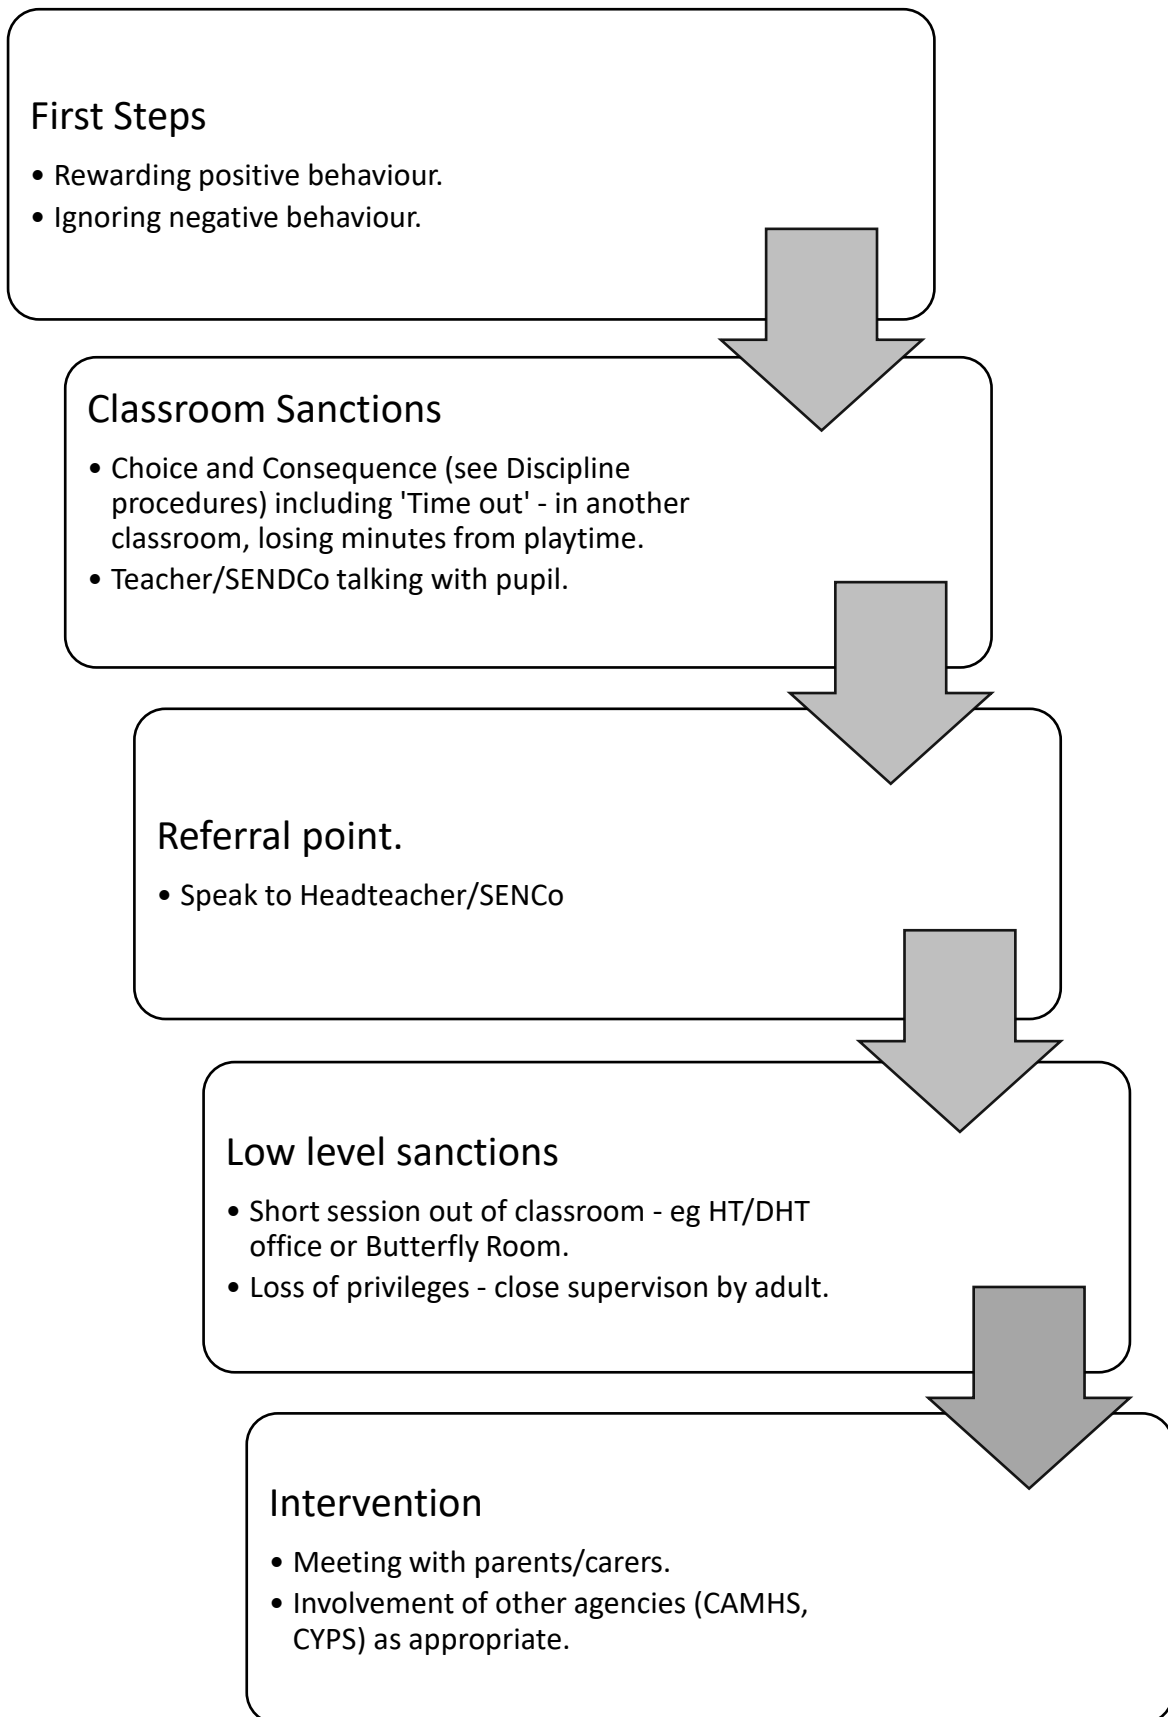 First Steps
• Rewarding positive behaviour.
• Ignoring negative behaviour.
Classroom Sanctions
• Choice and Consequence (see Discipline
procedures) including 'Time out' - in another
classroom, losing minutes from playtime.
• Teacher/SENDCo talking with pupil.
Referral point.
• Speak to Headteacher/SENCo
Low level sanctions
• Short session out of classroom - eg HT/DHT
office or Butterfly Room.
• Loss of privileges - close supervison by adult.
Intervention
• Meeting with parents/carers.
• Involvement of other agencies (CAMHS,
CYPS) as appropriate.